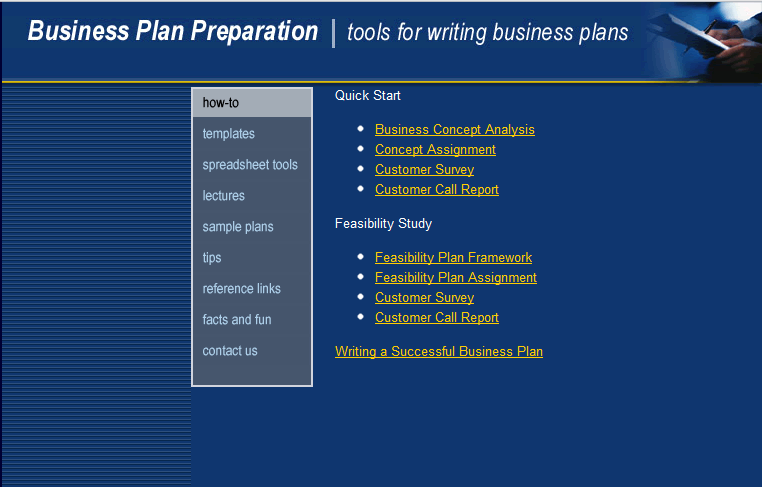 Business Plan Preparation | tools for writing business plans
how-to
templates
spreadsheet tools
lectures
sample plans
tips
reference links
facts and fun
contact us
Quick Start
Business Concept Analysis
Concept Assignment
Customer Survey
Customer Call Report
Feasibility Study
Feasibility Plan Framework
Feasibility Plan Assignment
Customer Survey
Customer Call Report
Writing a Successful Business Plan